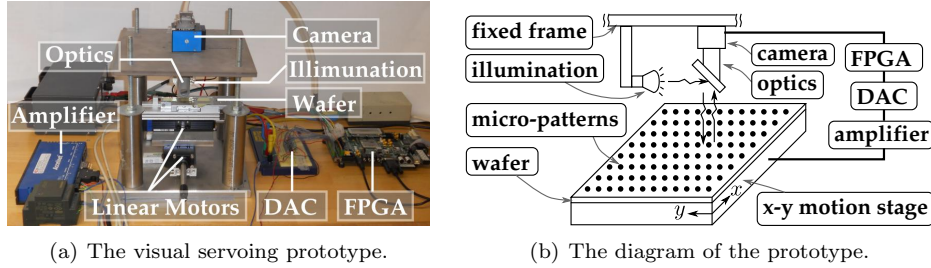 Camera
Optics
Illimunation
Wafer
Amplifier
Linear Motors
DAC
FPGA
(a) The visual servoing prototype.
fixed frame
camera
FPGA
illumination
optics
DAC
micro-patterns
amplifier
wafer
x
y
x-y motion stage
(b) The diagram of the prototype.